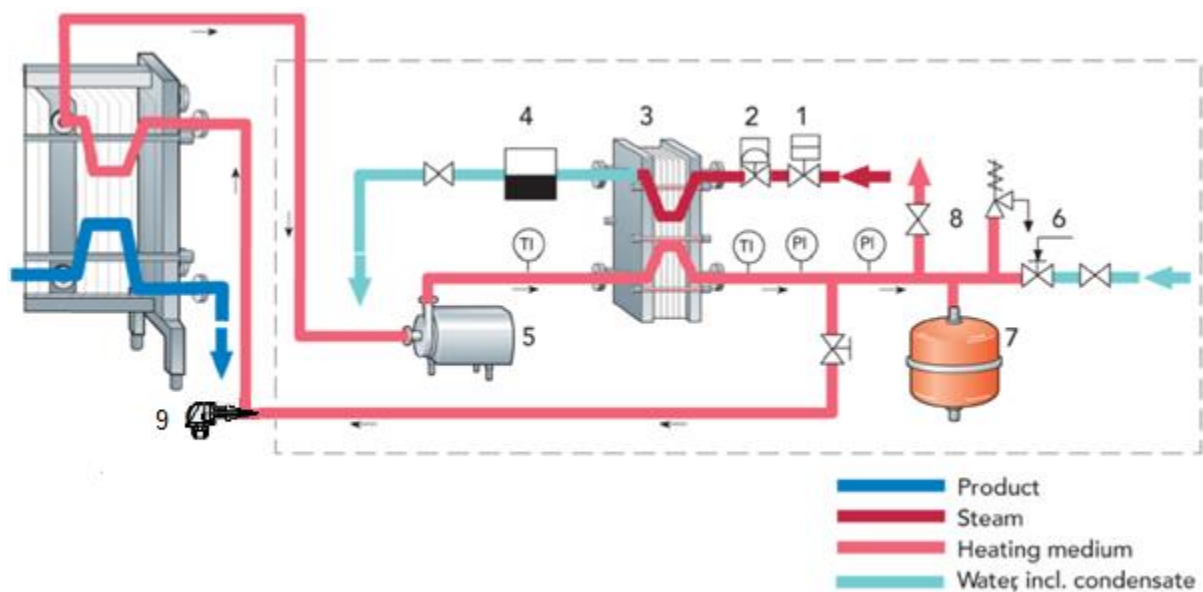 4
3
2
1
8
6
TI
TI
PI
PI
5
7
9
Product
Steam
Heating medium
Water, incl. condensate